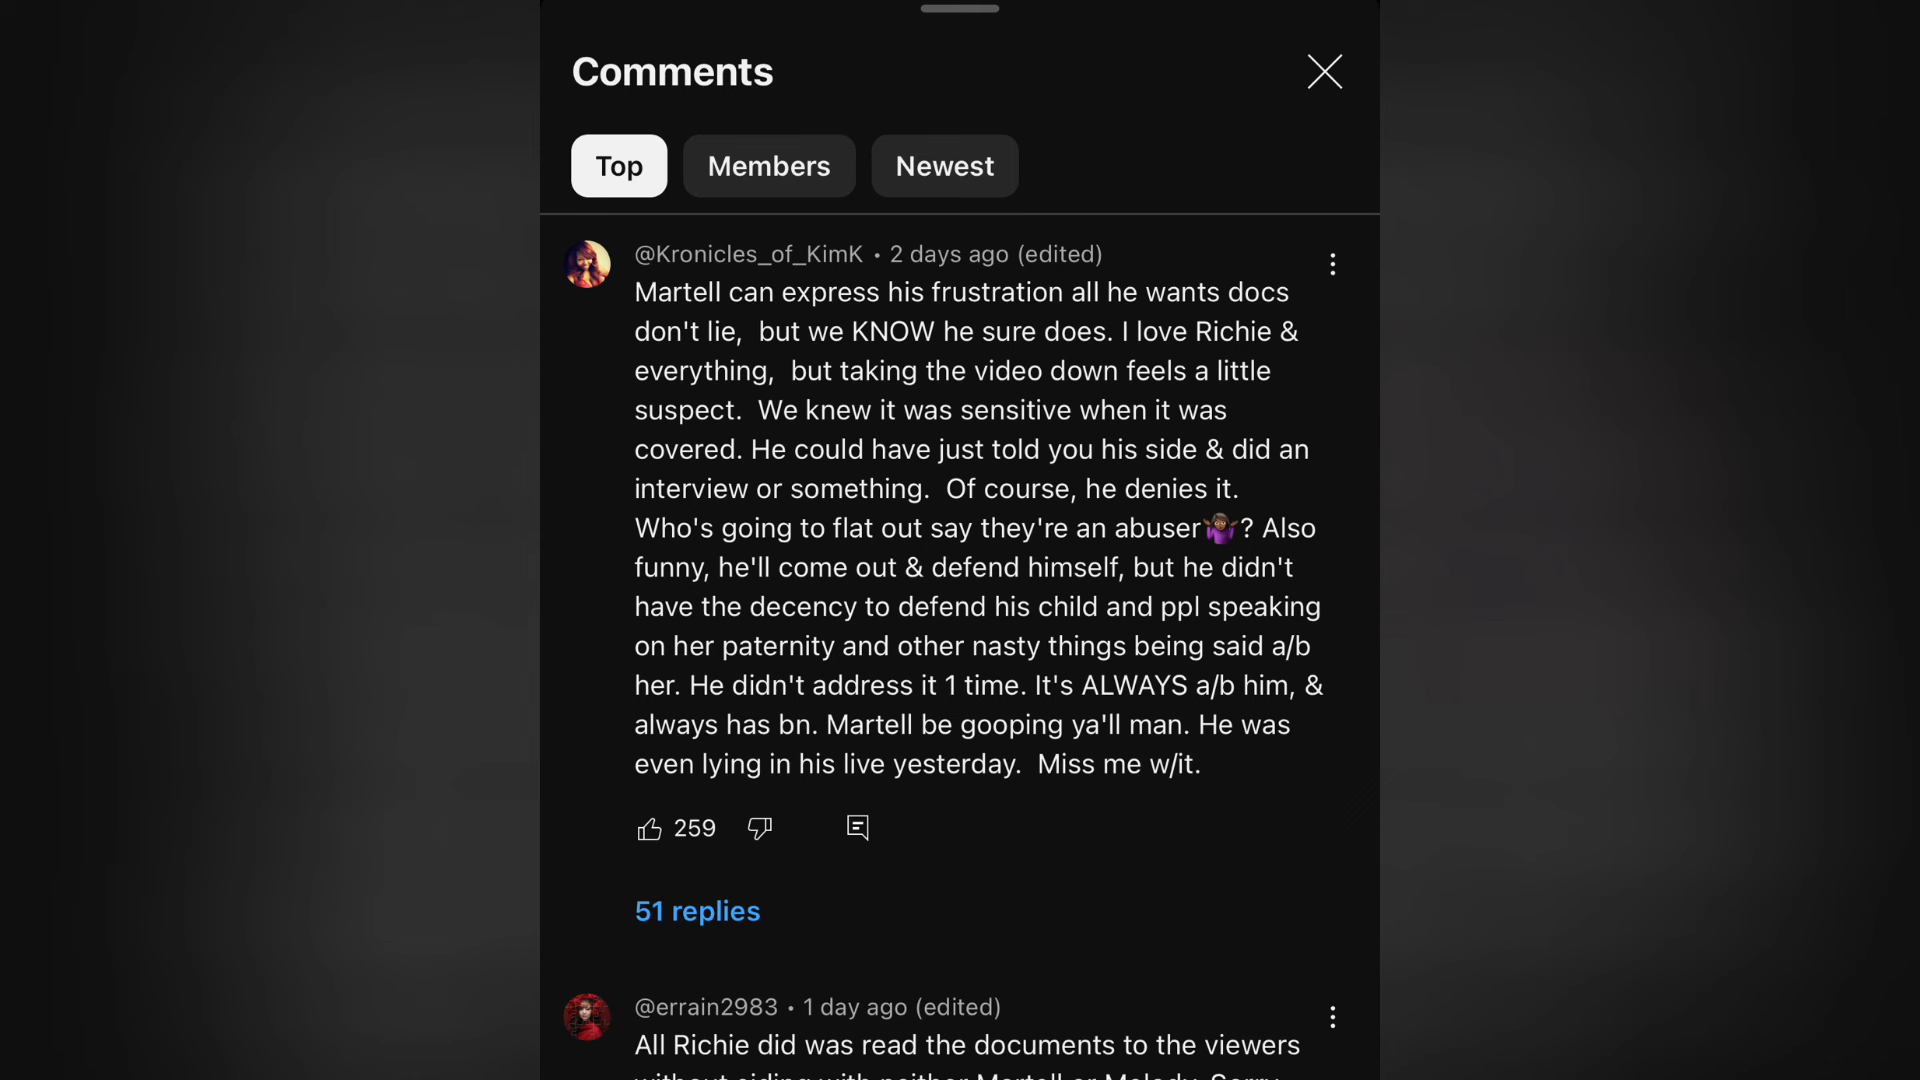 Comments
Top Members Newest
@Kronicles_of_KimK • 2 days ago (edited)
Martell can express his frustration all he wants docs
don't lie,  but we KNOW he sure does. I love Richie &
everything,  but taking the video down feels a little
suspect.  We knew it was sensitive when it was
covered. He could have just told you his side & did an
interview or something.  Of course, he denies it.
Who's going to flat out say they're an abuser🤷🏾‍♀️? Also
funny, he'll come out & defend himself, but he didn't
have the decency to defend his child and ppl speaking
on her paternity and other nasty things being said a/b
her. He didn't address it 1 time. It's ALWAYS a/b him, &
always has bn. Martell be gooping ya'll man. He was
even lying in his live yesterday.  Miss me w/it.
259
51 replies
@errain2983 • 1 day ago (edited)
All Richie did was read the documents to the viewers
without siding with neither Martell or Melody. Sorry